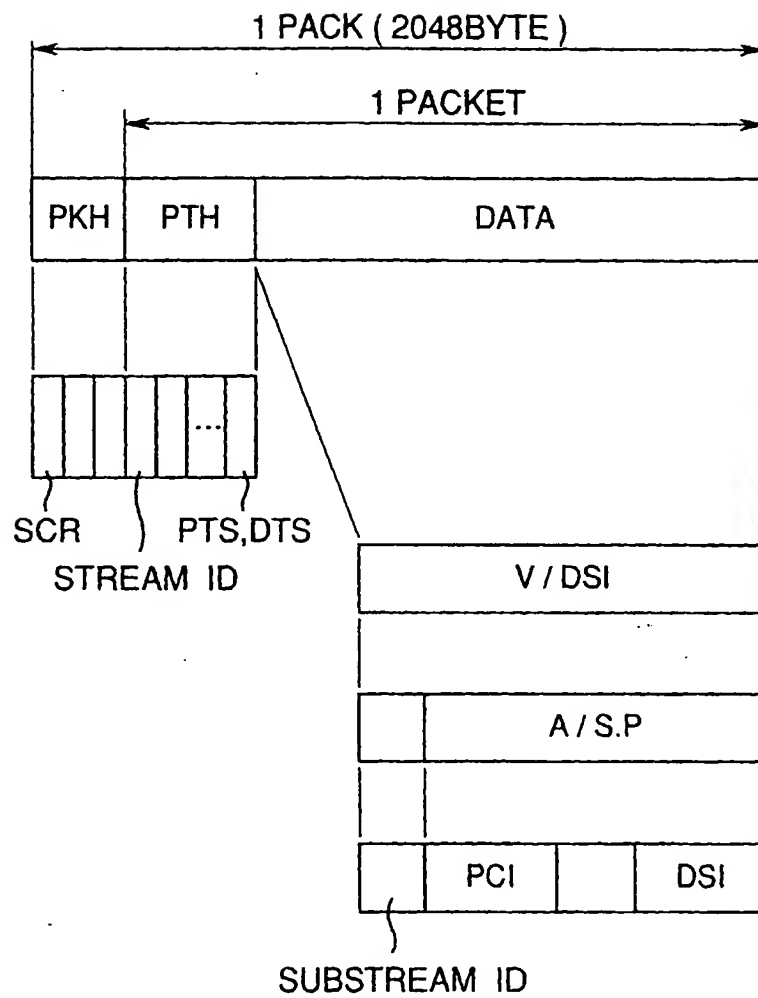 1 PACK ( 2048BYTE )
1 PACKET
PKH PTH DATA
...
SCR PTS,DTS
STREAM ID
V / DSI
A / S.P
PCI DSI
SUBSTREAM ID